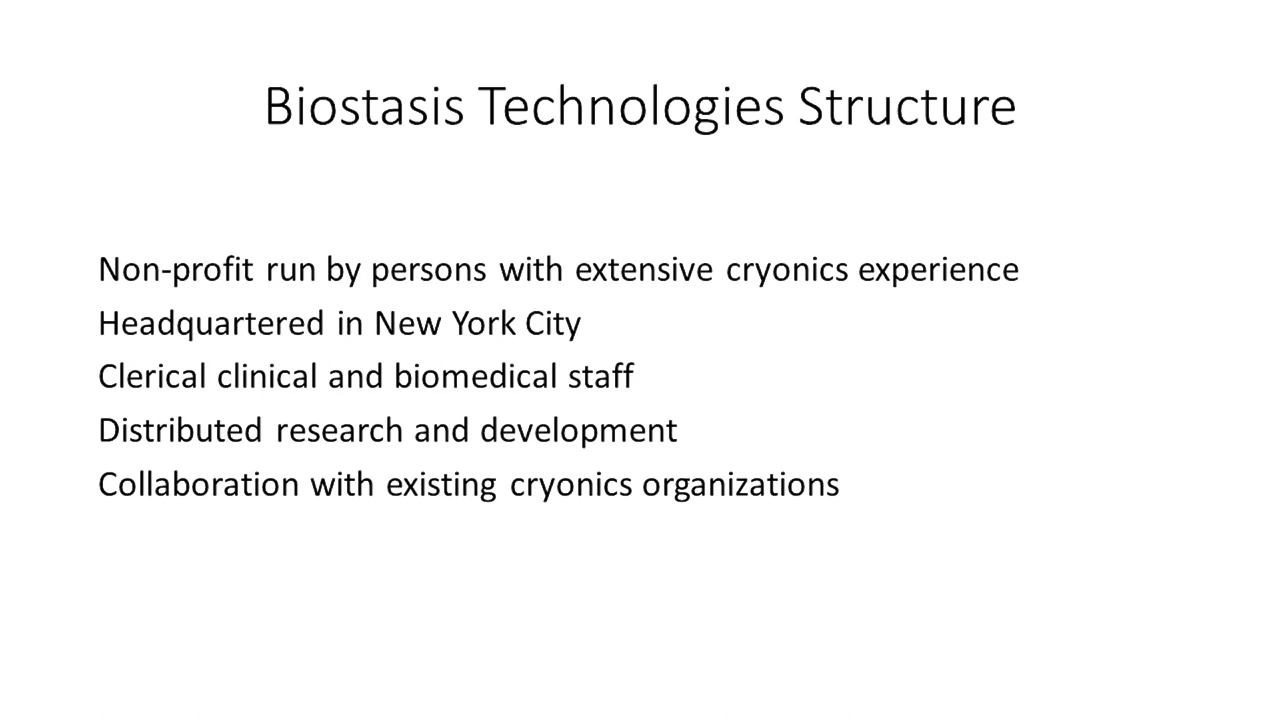 Biostasis Technologies Structure
Non-profit run by persons with extensive cryonics experience
Headquartered in New York City
Clerical clinical and biomedical staff
Distributed research and development
Collaboration with existing cryonics organizations